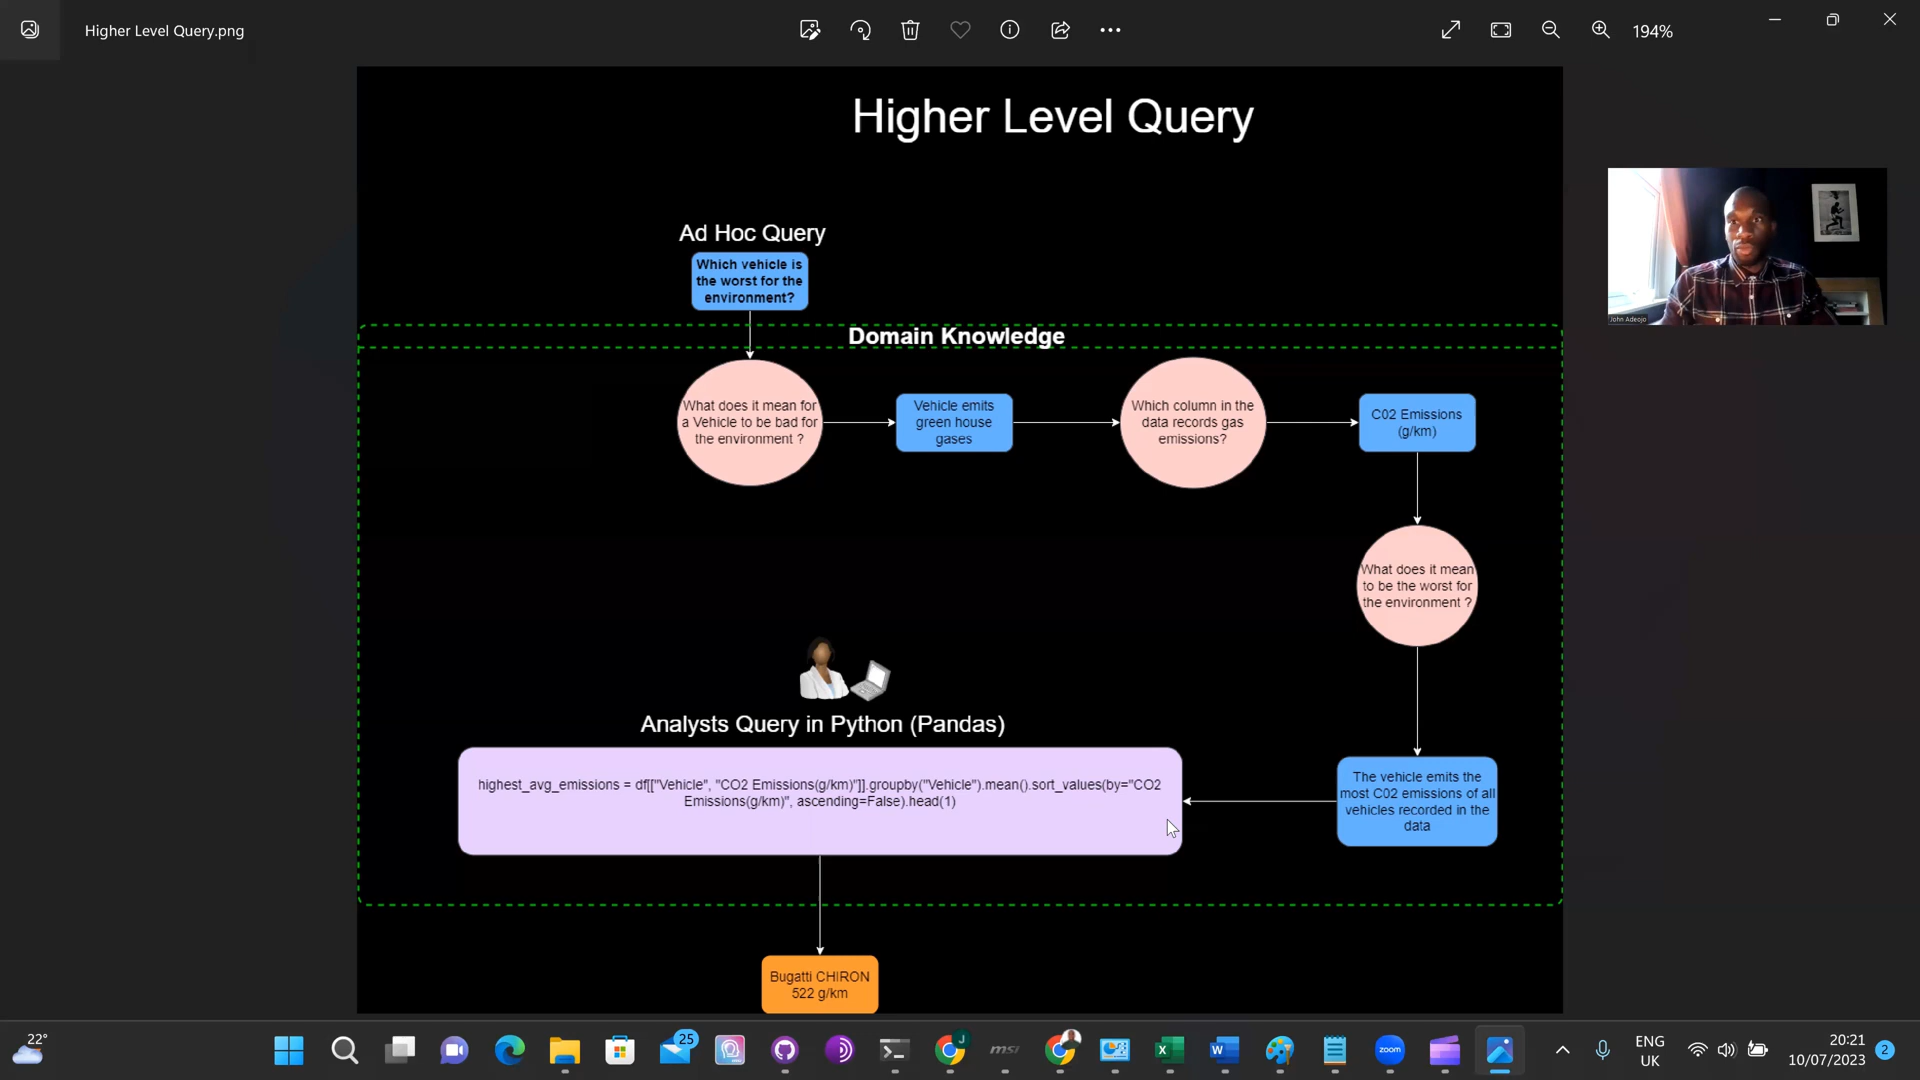 Higher Level Query.png
194%
Higher Level Query
Ad Hoc Query
Which vehicle is
the worst for the
environment?
Domain Knowledge
What does it mean for
a Vehicle to be bad for
the environment ?
Vehicle emits
green house
gases
Which column in the
data records gas
emissions?
C02 Emissions
(g/km)
What does it mean
to be the worst for
the environment ?
The vehicle emits the
most C02 emissions of all
vehicles recorded in the
data
Analysts Query in Python (Pandas)
highest_avg_emissions = df[["Vehicle", "CO2 Emissions(g/km)"]].groupby("Vehicle").mean().sort_values(by="CO2
Emissions(g/km)", ascending=False).head(1)
Bugatti CHIRON
522 g/km
John Adeojo
22°
25
J
msi
zoom
ENG
UK
20:21
10/07/2023
2